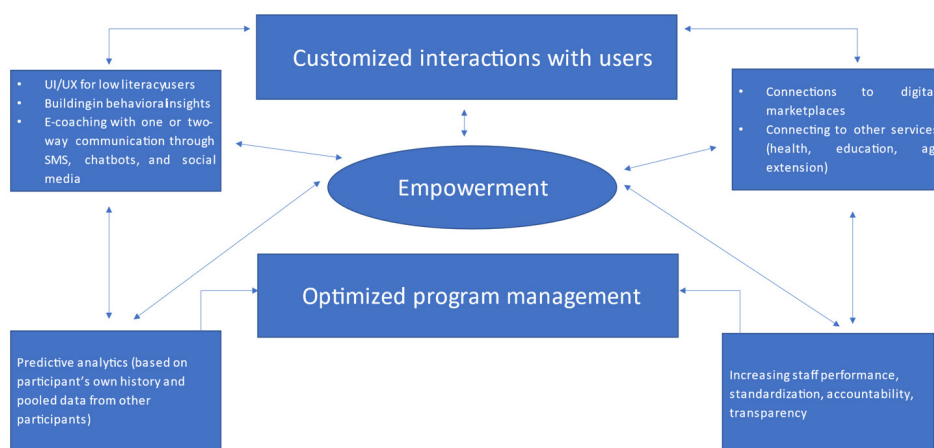 Customized interactions with users
• UI/UX for low literacyusers
• Buildingin behavioralinsights
• E-coaching with one or two-
way communication through
SMS, chatbots, and social
media
• Connections to digital
marketplaces
• Connecting to other services
(health, education, ag
extension)
Empowerment
Optimized program management
Predictive analytics (based on
participant's own history and
pooled data from other
participants)
Increasing staff performance,
standardization, accountability,
transparency